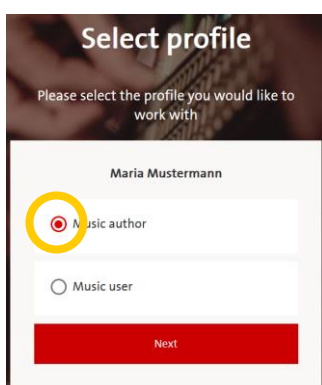 Select profile
Please select the profile you would like to
work with
Maria Mustermann
Music author
Music user
Next